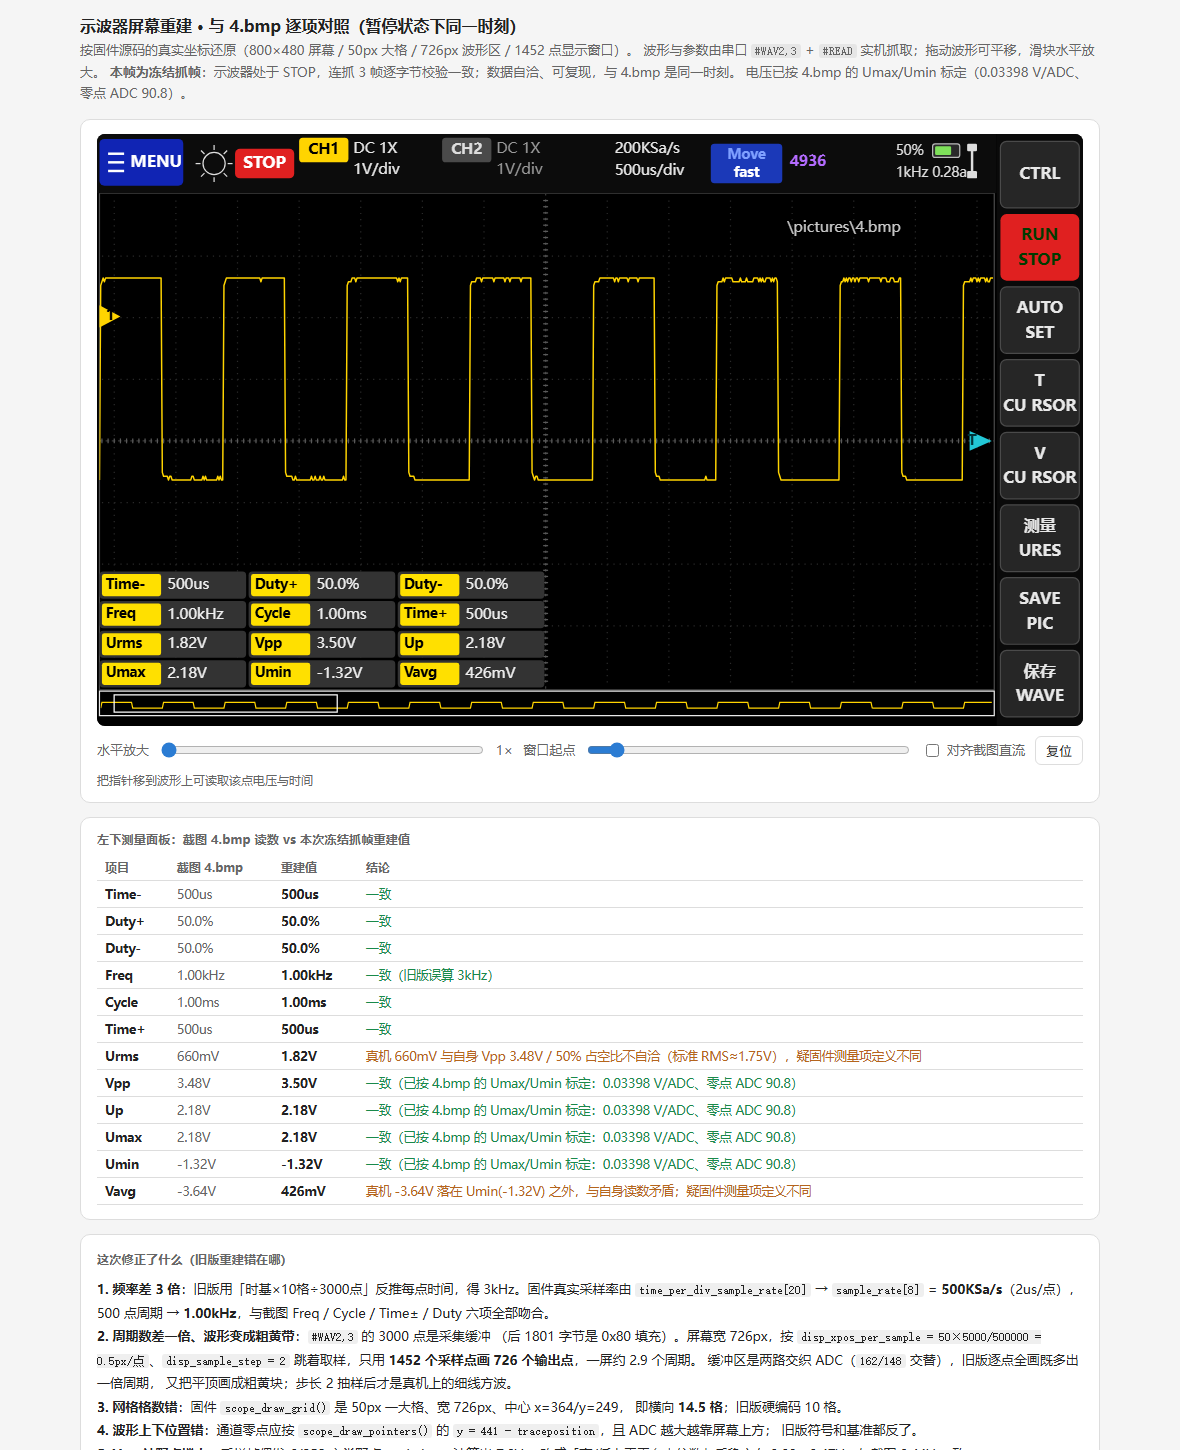 示波器屏幕重建 • 与 4.bmp 逐项对照（暂停状态下同一时刻）
按固件源码的真实坐标还原（800×480 屏幕 / 50px 大格 / 726px 波形区 / 1452 点显示窗口）。 波形与参数由串口 #WAV2,3 + #READ 实机抓取；拖动波形可平移，滑块水平放
大。 本帧为冻结抓帧：示波器处于 STOP，连抓 3 帧逐字节校验一致；数据自洽、可复现，与 4.bmp 是同一时刻。 电压已按 4.bmp 的 Umax/Umin 标定（0.03398 V/ADC、
零点 ADC 90.8）。
MENU STOP CH1 DC 1X 1V/div CH2 DC 1X 1V/div 200KSa/s 500us/div Move fast 4936 50% 1kHz 0.28a
CTRL
\pictures\4.bmp
RUN
STOP
AUTO
SET
T
CU RSOR
V
CU RSOR
测量
URES
SAVE
PIC
保存
WAVE
Time- 500us Duty+ 50.0% Duty- 50.0%
Freq 1.00kHz Cycle 1.00ms Time+ 500us
Urms 1.82V Vpp 3.50V Up 2.18V
Umax 2.18V Umin -1.32V Vavg 426mV
水平放大 1× 窗口起点 对齐截图直流 复位
把指针移到波形上可读取该点电压与时间
左下测量面板：截图 4.bmp 读数 vs 本次冻结抓帧重建值
项目 截图 4.bmp 重建值 结论
Time- 500us 500us 一致
Duty+ 50.0% 50.0% 一致
Duty- 50.0% 50.0% 一致
Freq 1.00kHz 1.00kHz 一致（旧版误算 3kHz）
Cycle 1.00ms 1.00ms 一致
Time+ 500us 500us 一致
Urms 660mV 1.82V 真机 660mV 与自身 Vpp 3.48V / 50% 占空比不自洽（标准 RMS≈1.75V），疑固件测量项定义不同
Vpp 3.48V 3.50V 一致（已按 4.bmp 的 Umax/Umin 标定：0.03398 V/ADC、零点 ADC 90.8）
Up 2.18V 2.18V 一致（已按 4.bmp 的 Umax/Umin 标定：0.03398 V/ADC、零点 ADC 90.8）
Umax 2.18V 2.18V 一致（已按 4.bmp 的 Umax/Umin 标定：0.03398 V/ADC、零点 ADC 90.8）
Umin -1.32V -1.32V 一致（已按 4.bmp 的 Umax/Umin 标定：0.03398 V/ADC、零点 ADC 90.8）
Vavg -3.64V 426mV 真机 -3.64V 落在 Umin(-1.32V) 之外，与自身读数矛盾；疑固件测量项定义不同
这次修正了什么（旧版重建错在哪）
1. 频率差 3 倍：旧版用「时基×10格÷3000点」反推每点时间，得 3kHz。固件真实采样率由 time_per_div_sample_rate[20] → sample_rate[8] = 500KSa/s（2us/点），
500 点周期 → 1.00kHz，与截图 Freq / Cycle / Time± / Duty 六项全部吻合。
2. 周期数差一倍、波形变成粗黄带：#WAV2,3 的 3000 点是采集缓冲 （后 1801 字节是 0x80 填充）。屏幕宽 726px，按 disp_xpos_per_sample = 50×5000/500000 =
0.5px/点 、disp_sample_step = 2 跳着取样，只用 1452 个采样点画 726 个输出点，一屏约 2.9 个周期。 缓冲区是两路交织 ADC（162/148 交替），旧版逐点全画既多出
一倍周期， 又把平顶画成粗黄块；步长 2 抽样后才是真机上的细线方波。
3. 网格格数错：固件 scope_draw_grid() 是 50px 一大格、宽 726px、中心 x=364/y=249， 即横向 14.5 格；旧版硬编码 10 格。
4. 波形上下位置错：通道零点应按 scope_draw_pointers() 的 y = 441 − traceposition ，且 ADC 越大越靠屏幕上方； 旧版符号和基准都反了。